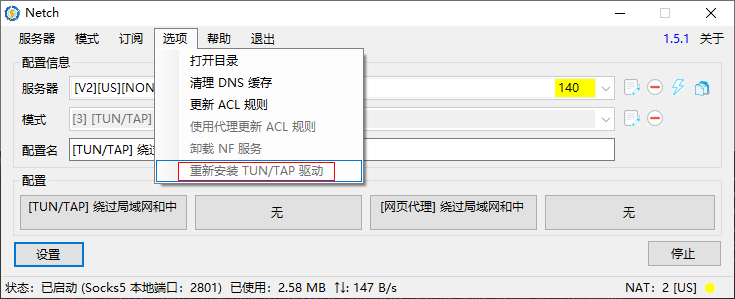 Netch
服务器 模式 订阅 选项 帮助 退出 1.5.1 关于
配置信息
打开目录
服务器 [V2][US][NON 140
清理 DNS 缓存
更新 ACL 规则
模式 [3] [TUN/TAP]
使用代理更新 ACL 规则
配置名 [TUN/TAP] 绕过
卸载 NF 服务
重新安装 TUN/TAP 驱动
配置
[TUN/TAP] 绕过局域网和中 无 [网页代理] 绕过局域网和中 无
设置 停止
状态：已启动 (Socks5 本地端口：2801) 已使用：2.58 MB ↑↓: 147 B/s NAT：2 [US]